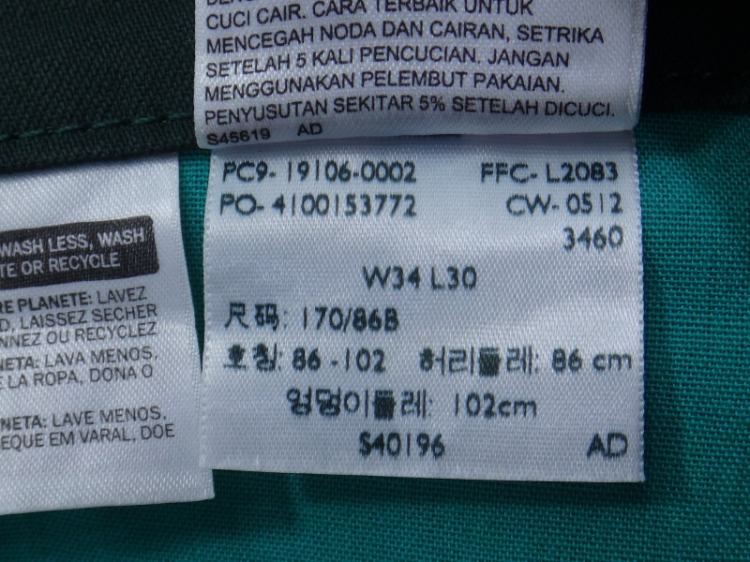 CUCI CAIR. CARA TERBAIK UNTUK
MENCEGAH NODA DAN CAIRAN, SETRIKA
SETELAH 5 KALI PENCUCIAN. JANGAN
MENGGUNAKAN PELEMBUT PAKAIAN.
PENYUSUTAN SEKITAR 5% SETELAH DICUCI.
S45619 AD
PC9- 19106-0002 FFC- L2083
PO- 4100153772 CW- 0512
3460
W34 L30
尺码: 170/86B
호칭: 86 -102 허리둘레: 86 cm
엉덩이둘레: 102cm
S40196 AD
WASH LESS, WASH
TE OR RECYCLE
RE PLANETE: LAVEZ
D, LAISSEZ SECHER
NNEZ OU RECYCLEZ
NETA: LAVA MENOS,
E LA ROPA, DONA O
NETA: LAVE MENOS,
EQUE EM VARAL, DOE